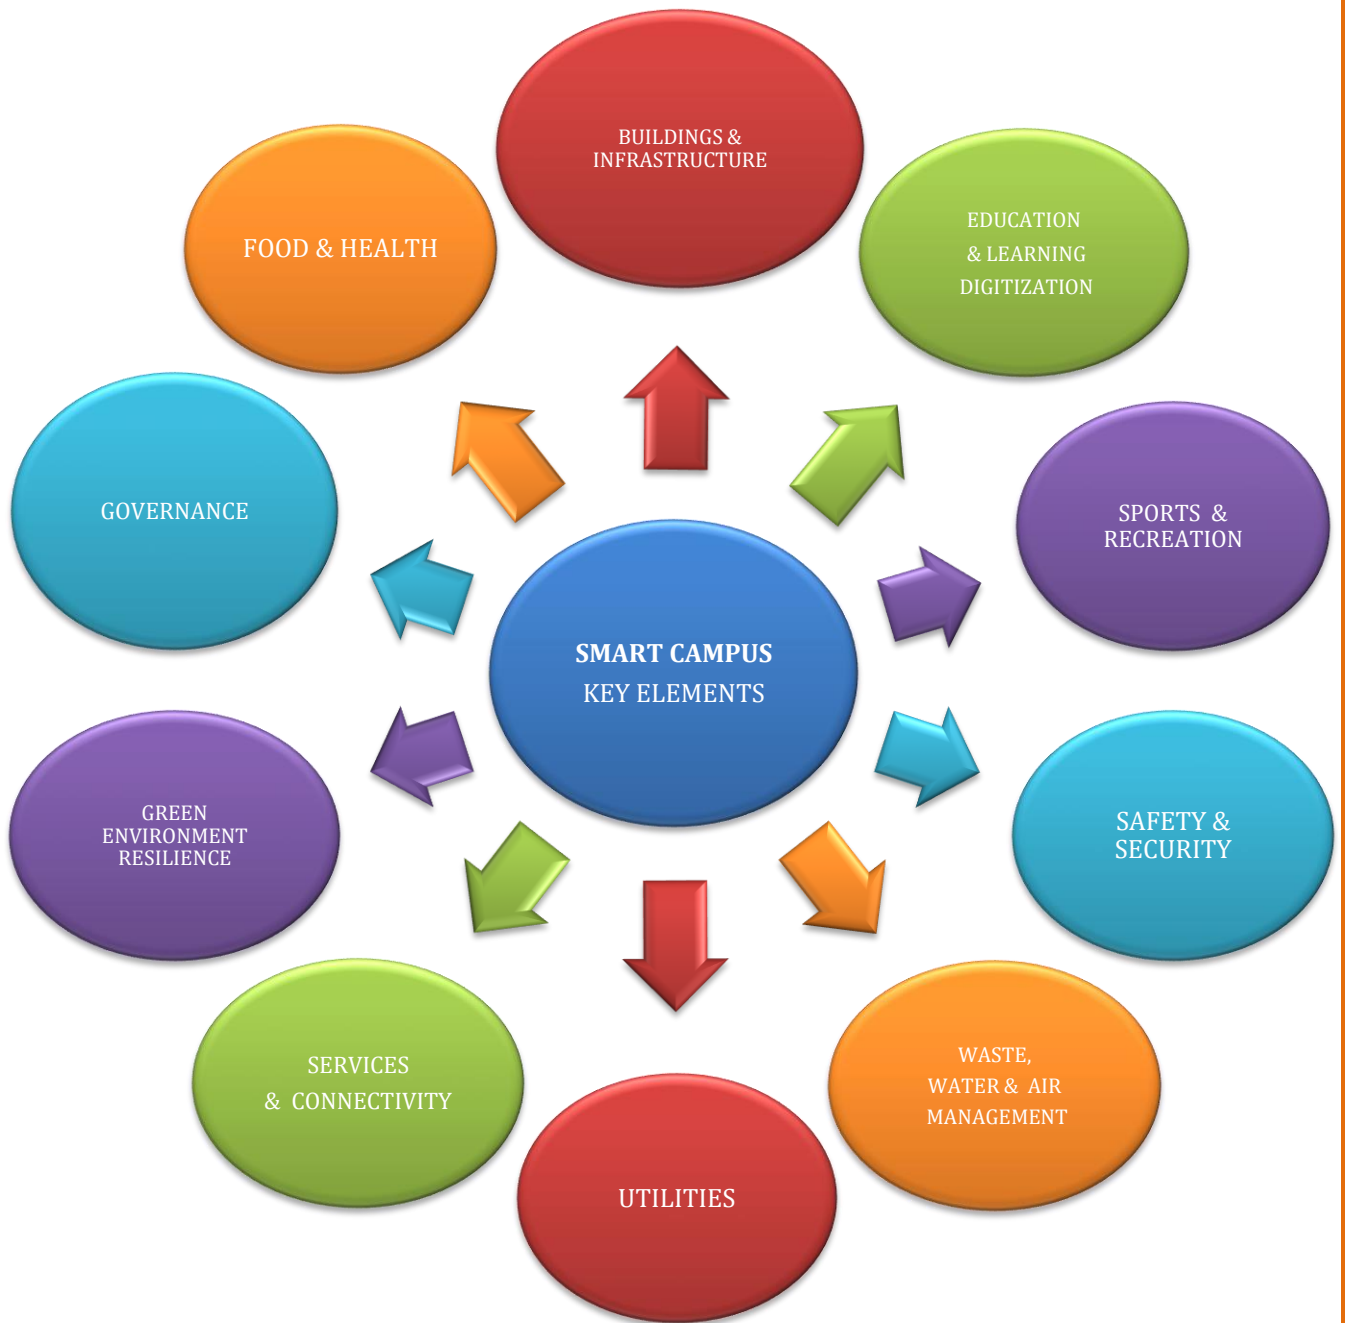 BUILDINGS &
INFRASTRUCTURE
EDUCATION
& LEARNING
DIGITIZATION
FOOD & HEALTH
SPORTS & 
RECREATION
GOVERNANCE
SMART CAMPUS
KEY ELEMENTS
SAFETY &
SECURITY
GREEN
ENVIRONMENT
RESILIENCE
WASTE,
WATER & AIR
MANAGEMENT
SERVICES
& CONNECTIVITY
UTILITIES